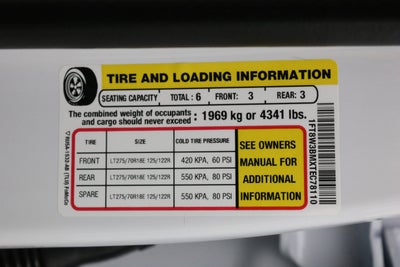 TIRE AND LOADING INFORMATION
SEATING CAPACITY TOTAL : 6 FRONT: 3 REAR: 3
The combined weight of occupants
and cargo should never exceed : 1969 kg or 4341 lbs.
TIRE SIZE COLD TIRE PRESSURE
FRONT LT275/70R18E 125/122R 420 KPA, 60 PSI
REAR LT275/70R18E 125/122R 550 KPA, 80 PSI
SPARE LT275/70R18E 125/122R 550 KPA, 80 PSI
SEE OWNERS
MANUAL FOR
ADDITIONAL
INFORMATION
1FT8W3BMXTEC78110